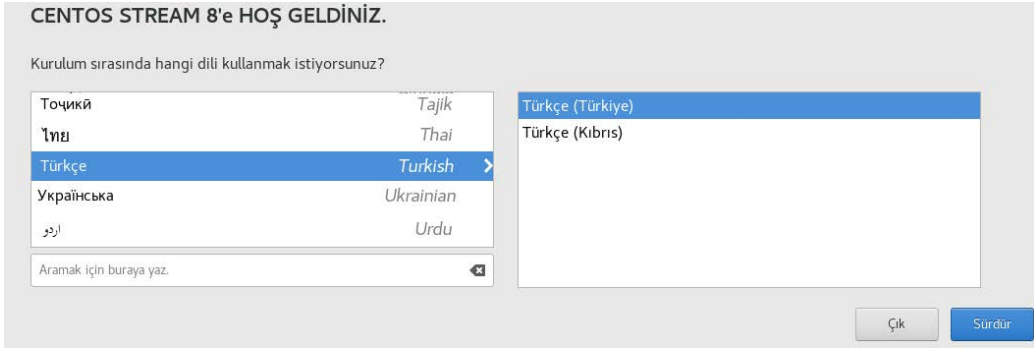 CENTOS STREAM 8'e HOŞ GELDİNİZ.
Kurulum sırasında hangi dili kullanmak istiyorsunuz?
Тоҷикӣ Tajik
ไทย Thai
Türkçe Turkish
Українська Ukrainian
اردو Urdu
Aramak için buraya yaz.
Türkçe (Türkiye)
Türkçe (Kıbrıs)
Çık
Sürdür